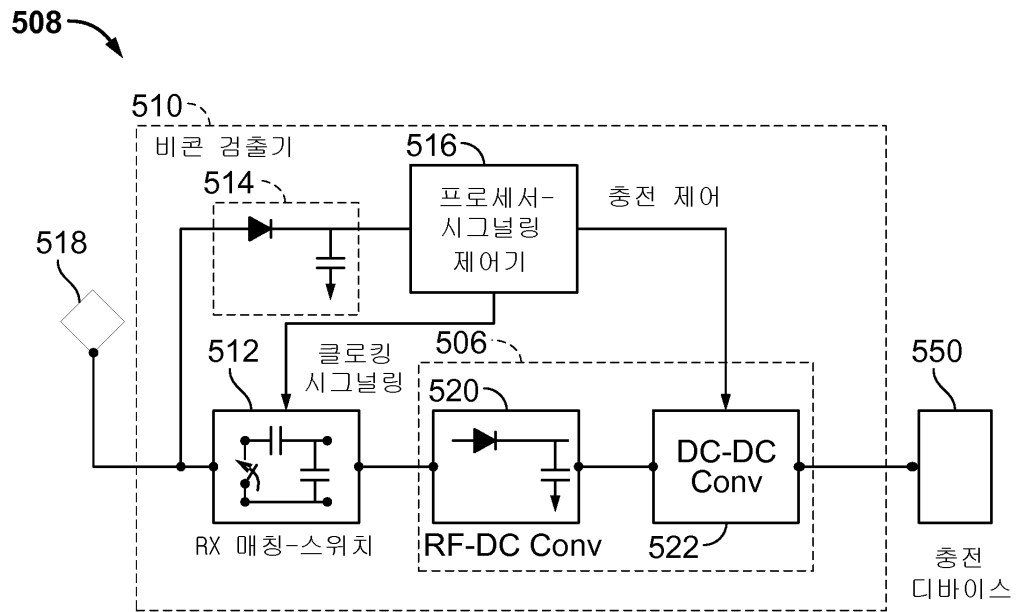 508
510
비콘 검출기
514
516
프로세서-
시그널링
제어기
충전 제어
518
512
클로킹
시그널링
506
520
550
DC-DC
Conv
RX 매칭-스위치
RF-DC Conv
522
충전
디바이스